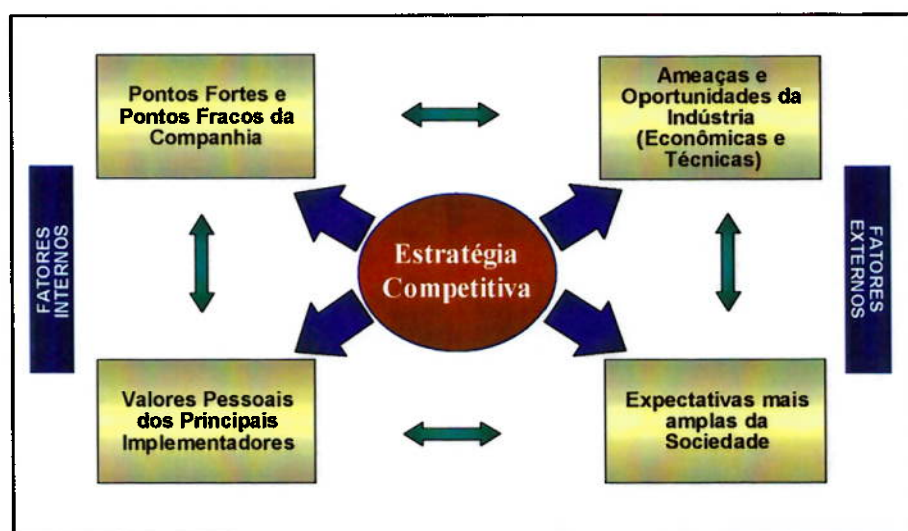 Pontos Fortes e
Pontos Fracos da
Companhia
Ameaças e
Oportunidades da
Indústria
(Econômicas e
Técnicas)
FATORES
INTERNOS
Estratégia
Competitiva
FATORES
EXTERNOS
Valores Pessoais
dos Principais
Implementadores
Expectativas mais
amplas da
Sociedade